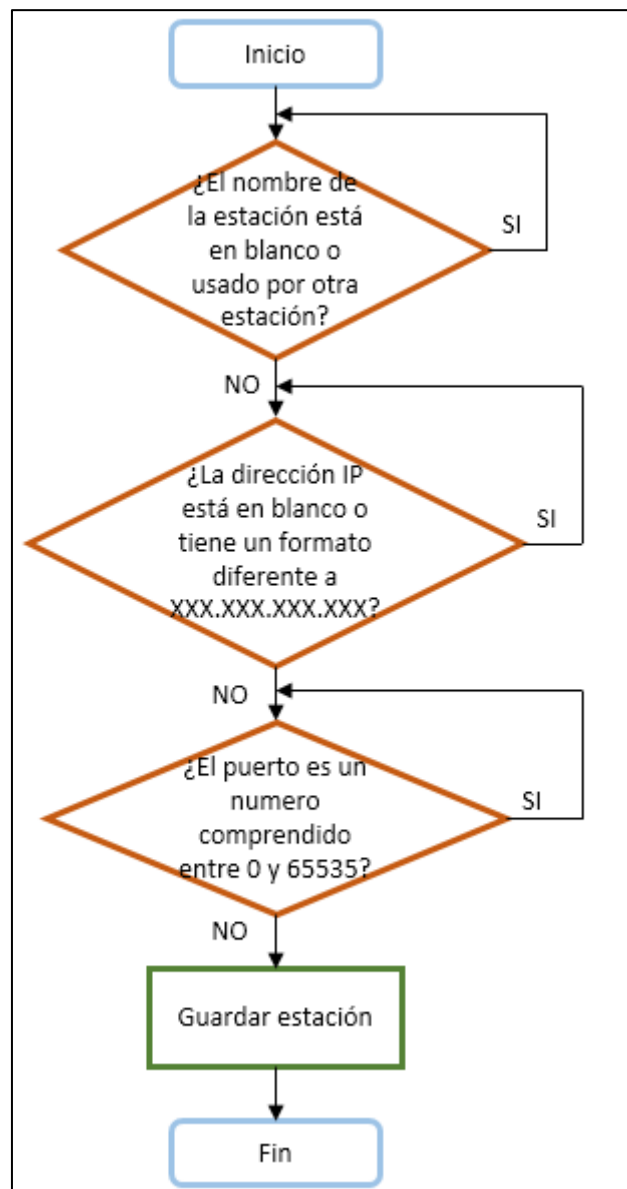 Inicio
¿El nombre de
la estación está
en blanco o
usado por otra
estación?
SI
NO
¿La dirección IP
está en blanco o
tiene un formato
diferente a
XXX.XXX.XXX.XXX?
SI
NO
¿El puerto es un
numero
comprendido
entre 0 y 65535?
SI
NO
Guardar estación
Fin